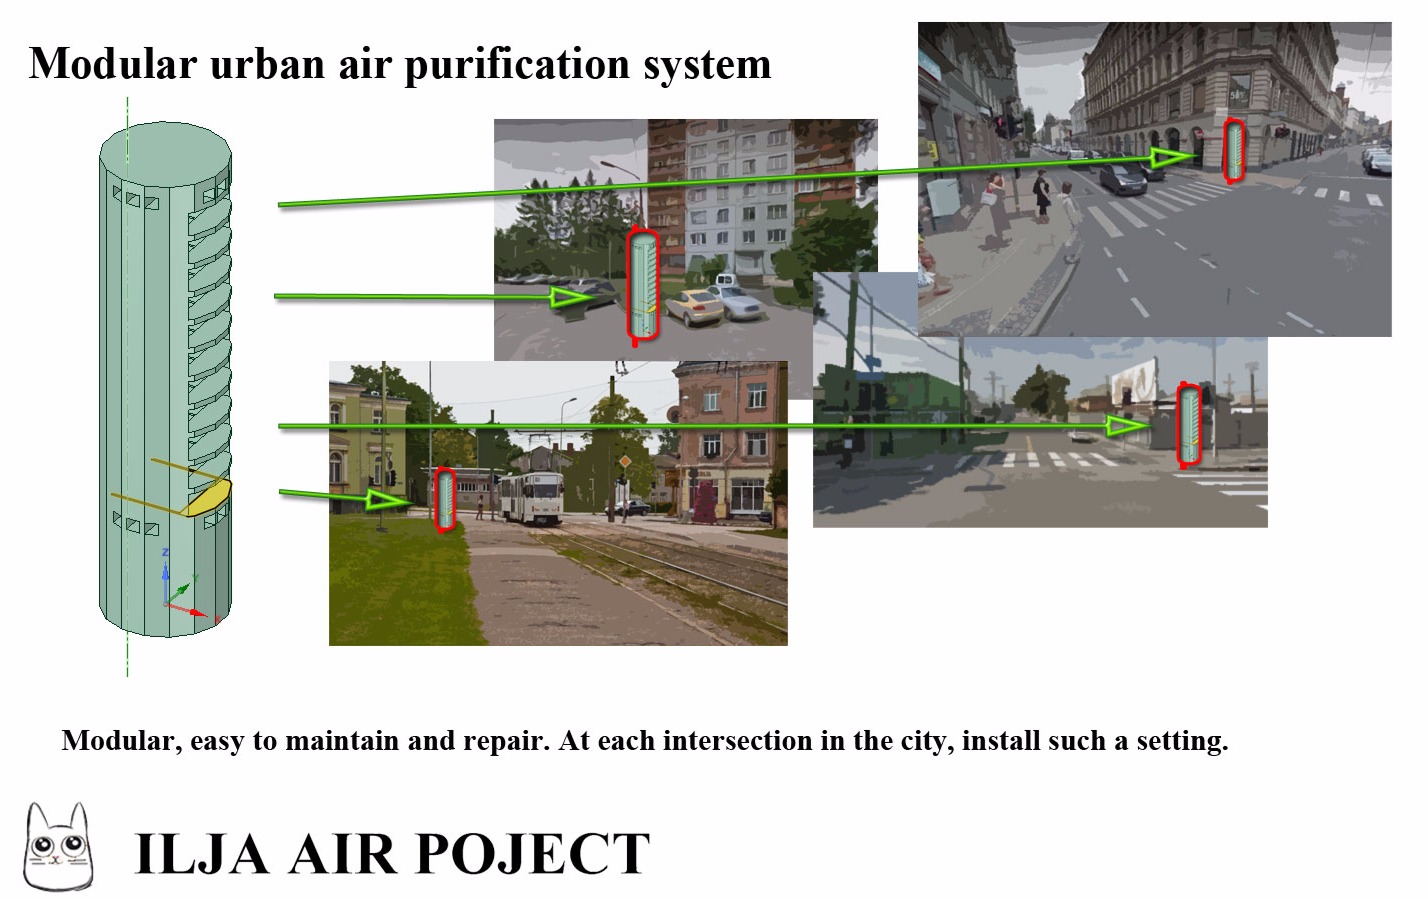 Modular urban air purification system
Z
Y
X
Modular, easy to maintain and repair. At each intersection in the city, install such a setting.
ILJA AIR POJECT